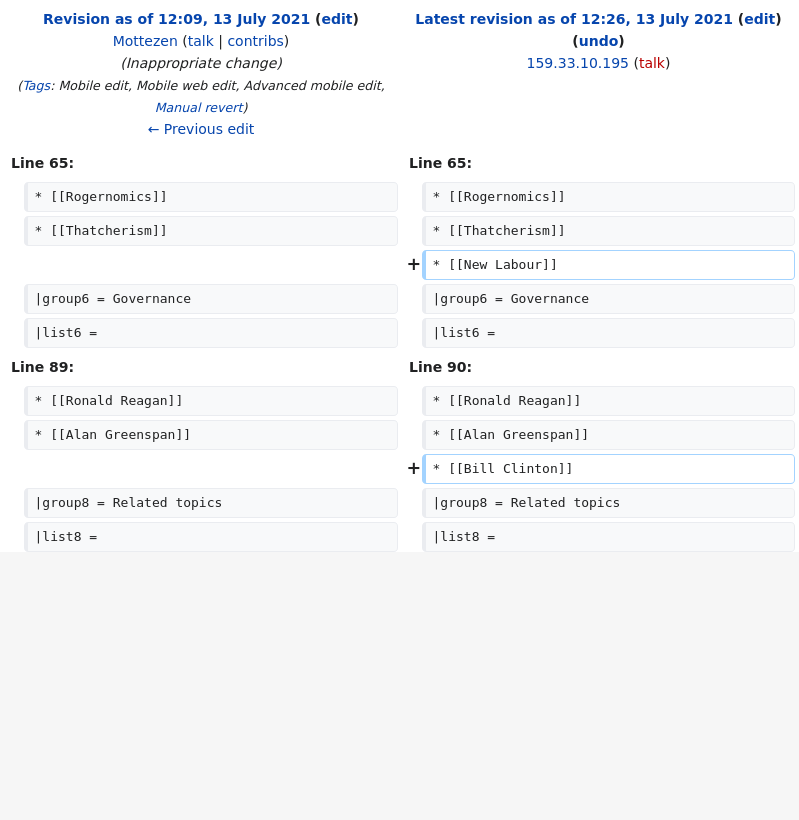 Revision as of 12:09, 13 July 2021 (edit)
Mottezen (talk | contribs)
(Inappropriate change)
(Tags: Mobile edit, Mobile web edit, Advanced mobile edit,
Manual revert)
← Previous edit
Latest revision as of 12:26, 13 July 2021 (edit)
(undo)
159.33.10.195 (talk)
Line 65:
Line 65:
* [[Rogernomics]]
* [[Rogernomics]]
* [[Thatcherism]]
* [[Thatcherism]]
+ * [[New Labour]]
|group6 = Governance
|group6 = Governance
|list6 =
|list6 =
Line 89:
Line 90:
* [[Ronald Reagan]]
* [[Ronald Reagan]]
* [[Alan Greenspan]]
* [[Alan Greenspan]]
+ * [[Bill Clinton]]
|group8 = Related topics
|group8 = Related topics
|list8 =
|list8 =